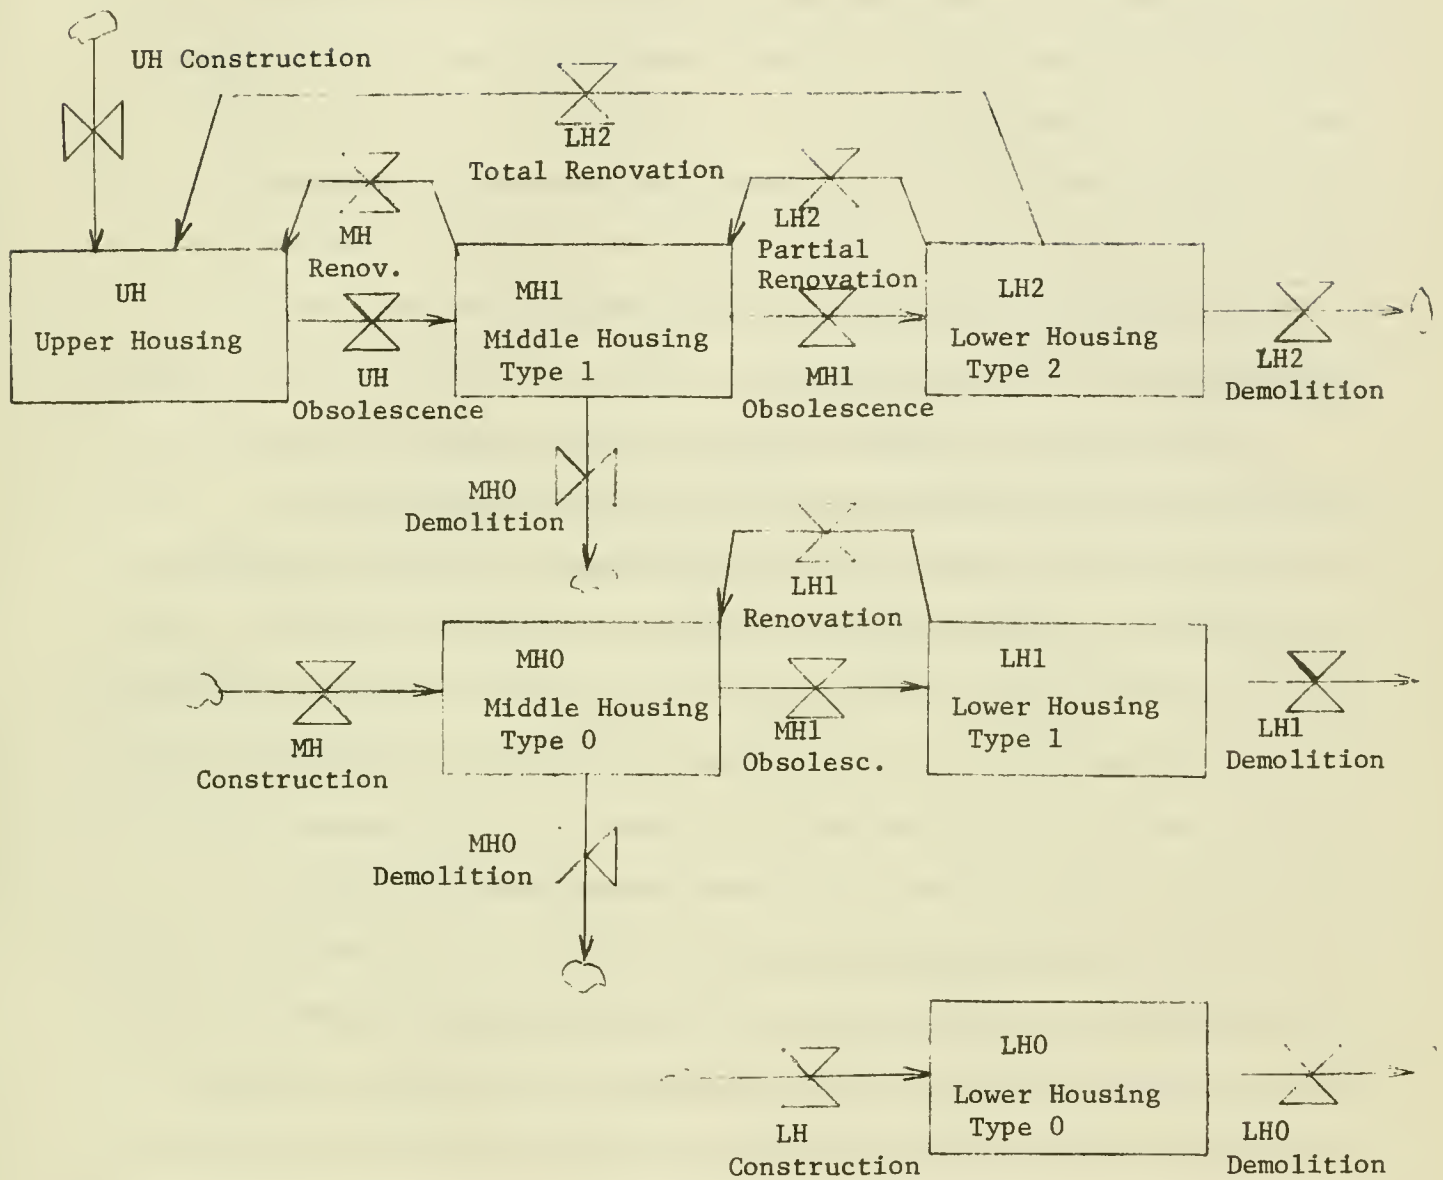 UH Construction
LH2
Total Renovation
MH
Renov.
LH2
Partial
Renovation
UH
Upper Housing
MH1
Middle Housing
Type 1
LH2
Lower Housing
Type 2
UH
Obsolescence
MH1
Obsolescence
LH2
Demolition
MH0
Demolition
LH1
Renovation
MH0
Middle Housing
Type 0
LH1
Lower Housing
Type 1
MH
Construction
MH1
Obsolesc.
LH1
Demolition
MH0
Demolition
LH0
Lower Housing
Type 0
LH
Construction
LH0
Demolition